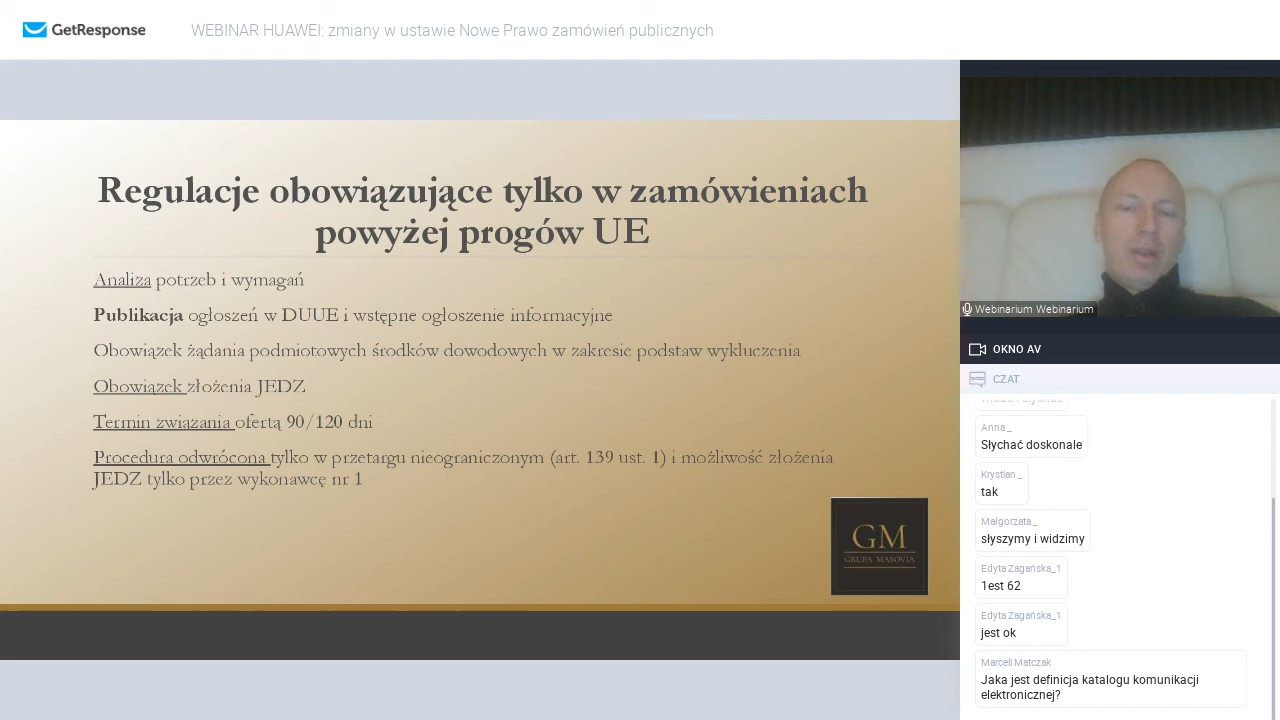 GetResponse
WEBINAR HUAWEI: zmiany w ustawie Nowe Prawo zamówień publicznych
Regulacje obowiązujące tylko w zamówieniach
powyżej progów UE
Analiza potrzeb i wymagań
Publikacja ogłoszeń w DUUE i wstępne ogłoszenie informacyjne
Obowiązek żądania podmiotowych środków dowodowych w zakresie podstaw wykluczenia
Obowiązek złożenia JEDZ
Termin związania ofertą 90/120 dni
Procedura odwrócona tylko w przetargu nieograniczonym (art. 139 ust. 1) i możliwość złożenia
JEDZ tylko przez wykonawcę nr 1
GM
GRUPA MASOVIA
Webinarium Webinarium
OKNO AV
CZAT
Anna _
Słychać doskonale
Krystian _
tak
Małgorzata _
słyszymy i widzimy
Edyta Zagańska_1
1est 62
Edyta Zagańska_1
jest ok
Marceli Matczak
Jaka jest definicja katalogu komunikacji
elektronicznej?